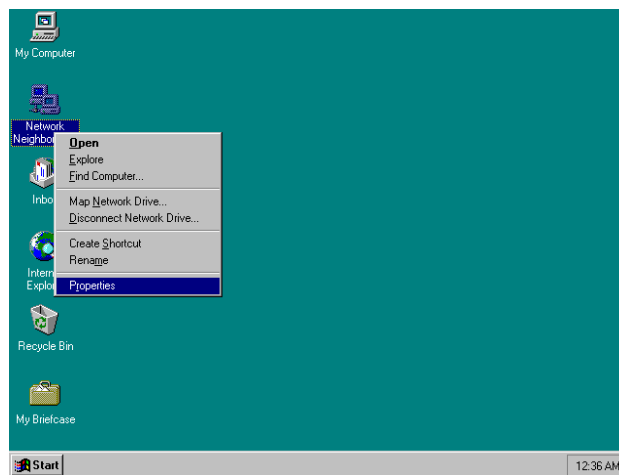 My Computer
Network
Neighbo
Open
Explore
Find Computer...
Map Network Drive...
Disconnect Network Drive...
Create Shortcut
Rename
Properties
Inbo
Intern
Explo
Recycle Bin
My Briefcase
Start
12:36 AM